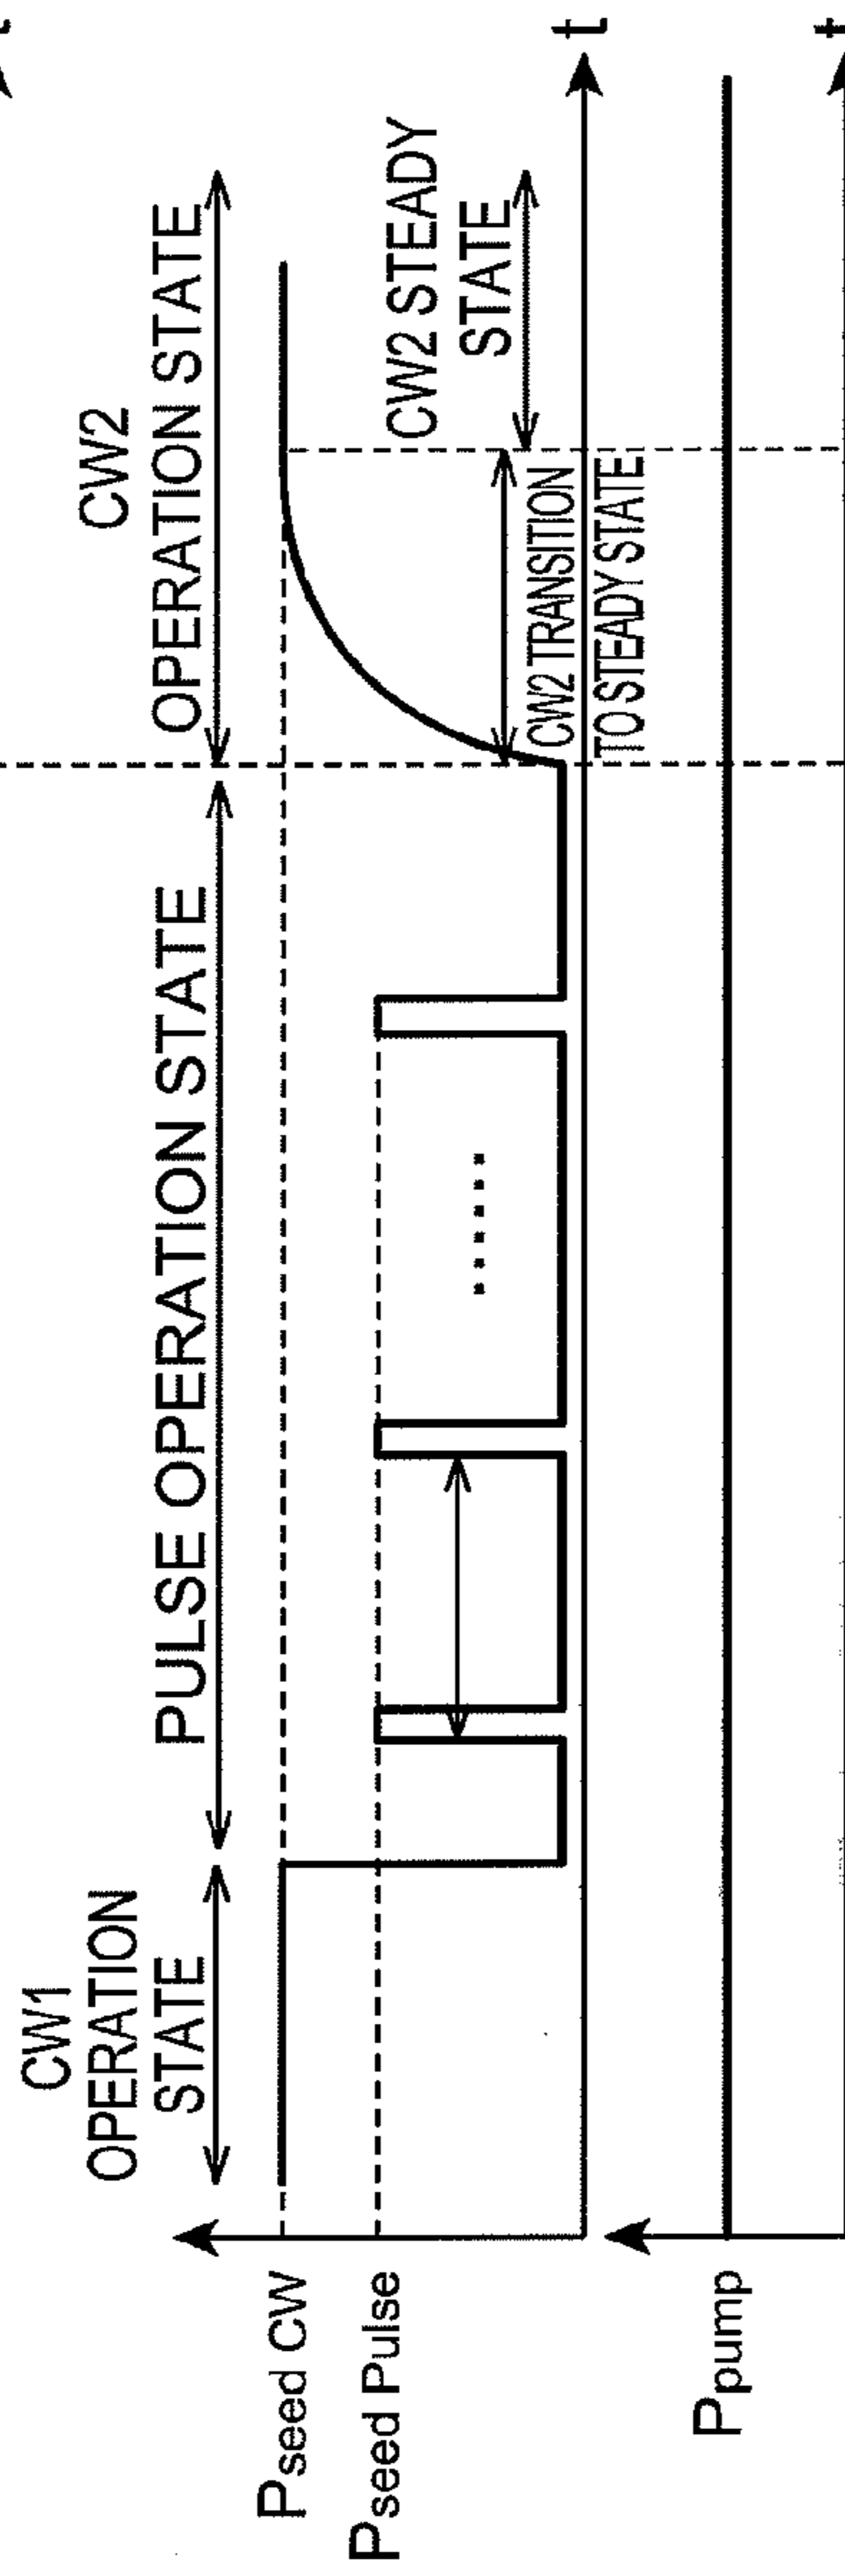 t
CW1
OPERATION
STATE
PULSE OPERATION STATE
CW2
OPERATION STATE
Pseed CW
Pseed Pulse
CW2 STEADY
STATE
CW2 TRANSITION
TO STEADY STATE
t
Ppump
t